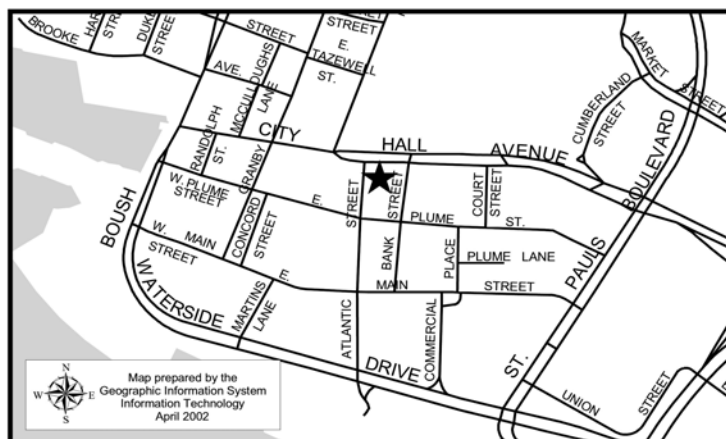 BROOKE
STREET
DUKE
STREET
E.
TAZEWELL
ST.
AVE.
MCCULLOUGHS
LANE
RANDOLPH
ST.
GRANBY
CITY HALL AVENUE
MARKET
STREET
CUMBERLAND
STREET
W. PLUME
STREET
E. PLUME ST.
STREET
BANK STREET
COURT
STREET
BOUSH
CONCORD
STREET
W. MAIN
STREET
E. MAIN STREET
PLACE
PLUME LANE
ST. PAULS BOULEVARD
WATERSIDE DRIVE
MARTINS
LANE
ATLANTIC
COMMERCIAL
UNION
STREET
N
W E
S
Map prepared by the
Geographic Information System
Information Technology
April 2002